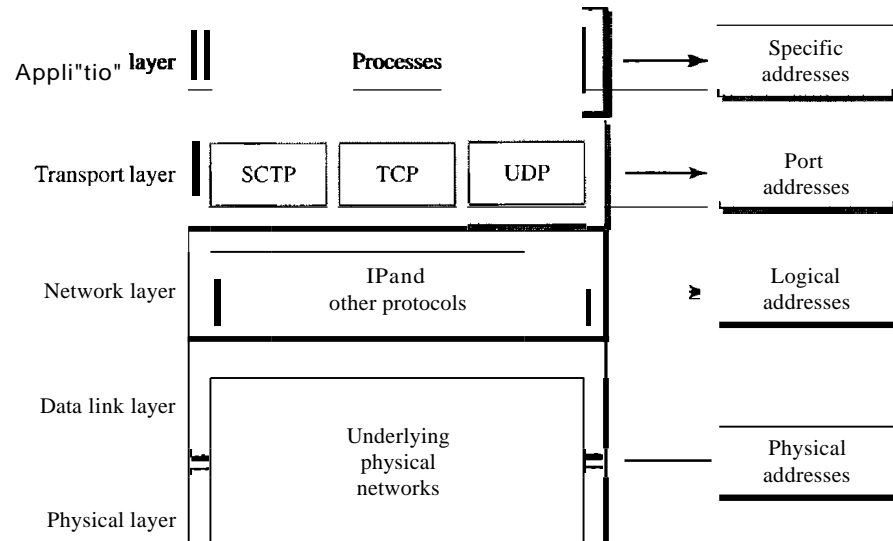 Appli"tio" layer
Processes
Specific
addresses
Transport layer
SCTP
TCP
UDP
Port
addresses
Network layer
IPand
other protocols
Logical
addresses
Data link layer
Underlying
physical
networks
Physical
addresses
Physical layer